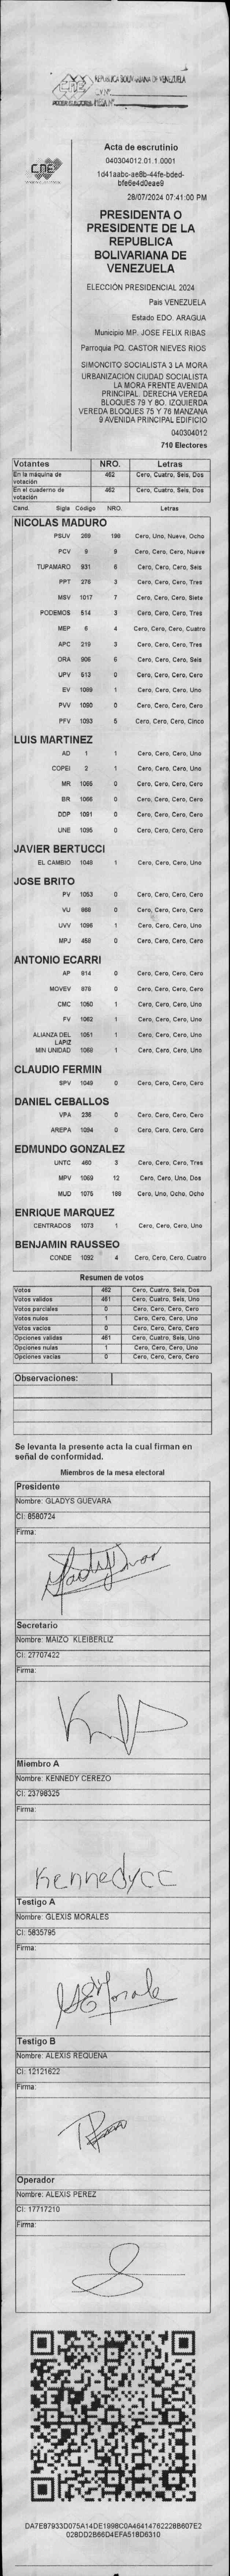 REPUBLICA BOLIVARIANA DE VENEZUELA
PODER ELECTORAL
CNE
Acta de escrutinio
040304012.01.1.0001
1d41aabc-ae8b-44fe-bded-
bfe6e4d0eae9
28/07/2024 07:41:00 PM
PRESIDENTA O
PRESIDENTE DE LA
REPUBLICA
BOLIVARIANA DE
VENEZUELA
ELECCIÓN PRESIDENCIAL 2024
Pais VENEZUELA
Estado EDO. ARAGUA
Municipio MP. JOSE FELIX RIBAS
Parroquia PQ. CASTOR NIEVES RIOS
SIMONCITO SOCIALISTA 3 LA MORA
URBANIZACIÓN CIUDAD SOCIALISTA
LA MORA FRENTE AVENIDA
PRINCIPAL. DERECHA VEREDA
BLOQUES 79 Y 80. IZQUIERDA
VEREDA BLOQUES 75 Y 76 MANZANA
9 AVENIDA PRINCIPAL EDIFICIO
040304012
710 Electores
Votantes NRO. Letras
En la máquina de votación 462 Cero, Cuatro, Seis, Dos
En el cuaderno de votación 462 Cero, Cuatro, Seis, Dos
Cand. Sigla Código NRO. Letras
NICOLAS MADURO
PSUV 269 198 Cero, Uno, Nueve, Ocho
PCV 9 9 Cero, Cero, Cero, Nueve
TUPAMARO 931 6 Cero, Cero, Cero, Seis
PPT 276 3 Cero, Cero, Cero, Tres
MSV 1017 7 Cero, Cero, Cero, Siete
PODEMOS 514 3 Cero, Cero, Cero, Tres
MEP 6 4 Cero, Cero, Cero, Cuatro
APC 219 3 Cero, Cero, Cero, Tres
ORA 906 6 Cero, Cero, Cero, Seis
UPV 513 0 Cero, Cero, Cero, Cero
EV 1099 1 Cero, Cero, Cero, Uno
PVV 1090 0 Cero, Cero, Cero, Cero
PFV 1093 5 Cero, Cero, Cero, Cinco
LUIS MARTINEZ
AD 1 1 Cero, Cero, Cero, Uno
COPEI 2 1 Cero, Cero, Cero, Uno
MR 1065 0 Cero, Cero, Cero, Cero
BR 1066 0 Cero, Cero, Cero, Cero
DDP 1091 0 Cero, Cero, Cero, Cero
UNE 1095 0 Cero, Cero, Cero, Cero
JAVIER BERTUCCI
EL CAMBIO 1048 1 Cero, Cero, Cero, Uno
JOSE BRITO
PV 1053 0 Cero, Cero, Cero, Cero
VU 868 0 Cero, Cero, Cero, Cero
UVV 1096 1 Cero, Cero, Cero, Uno
MPJ 458 0 Cero, Cero, Cero, Cero
ANTONIO ECARRI
AP 914 0 Cero, Cero, Cero, Cero
MOVEV 878 0 Cero, Cero, Cero, Cero
CMC 1050 1 Cero, Cero, Cero, Uno
FV 1062 1 Cero, Cero, Cero, Uno
ALIANZA DEL LAPIZ 1051 1 Cero, Cero, Cero, Uno
MIN UNIDAD 1068 1 Cero, Cero, Cero, Uno
CLAUDIO FERMIN
SPV 1049 0 Cero, Cero, Cero, Cero
DANIEL CEBALLOS
VPA 236 0 Cero, Cero, Cero, Cero
AREPA 1094 0 Cero, Cero, Cero, Cero
EDMUNDO GONZALEZ
UNTC 460 3 Cero, Cero, Cero, Tres
MPV 1069 12 Cero, Cero, Uno, Dos
MUD 1075 188 Cero, Uno, Ocho, Ocho
ENRIQUE MARQUEZ
CENTRADOS 1073 1 Cero, Cero, Cero, Uno
BENJAMIN RAUSSEO
CONDE 1092 4 Cero, Cero, Cero, Cuatro
Resumen de votos
Votos 462 Cero, Cuatro, Seis, Dos
Votos validos 461 Cero, Cuatro, Seis, Uno
Votos parciales 0 Cero, Cero, Cero, Cero
Votos nulos 1 Cero, Cero, Cero, Uno
Votos vacios 0 Cero, Cero, Cero, Cero
Opciones validas 461 Cero, Cuatro, Seis, Uno
Opciones nulas 1 Cero, Cero, Cero, Uno
Opciones vacias 0 Cero, Cero, Cero, Cero
Observaciones:
Se levanta la presente acta la cual firman en
señal de conformidad.
Miembros de la mesa electoral
Presidente
Nombre: GLADYS GUEVARA
CI: 8580724
Firma:
Secretario
Nombre: MAIZO KLEIBERLIZ
CI: 27707422
Firma:
Miembro A
Nombre: KENNEDY CEREZO
CI: 23798325
Firma:
Kennedycc
Testigo A
Nombre: GLEXIS MORALES
CI: 5835795
Firma:
Testigo B
Nombre: ALEXIS REQUENA
CI: 12121622
Firma:
Operador
Nombre: ALEXIS PEREZ
CI: 17717210
Firma:
DA7E87933D075A14DE1998C0A46414762228B607E2
028DD2B66D4EFA518D6310